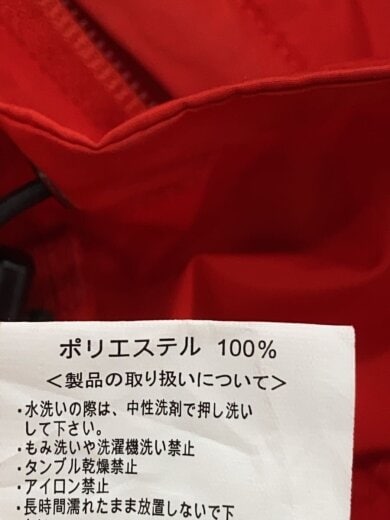 ポリエステル 100%
＜製品の取り扱いについて＞
・水洗いの際は、中性洗剤で押し洗い
して下さい。
・もみ洗いや洗濯機洗い禁止
・タンブル乾燥禁止
・アイロン禁止
・長時間濡れたまま放置しないで下